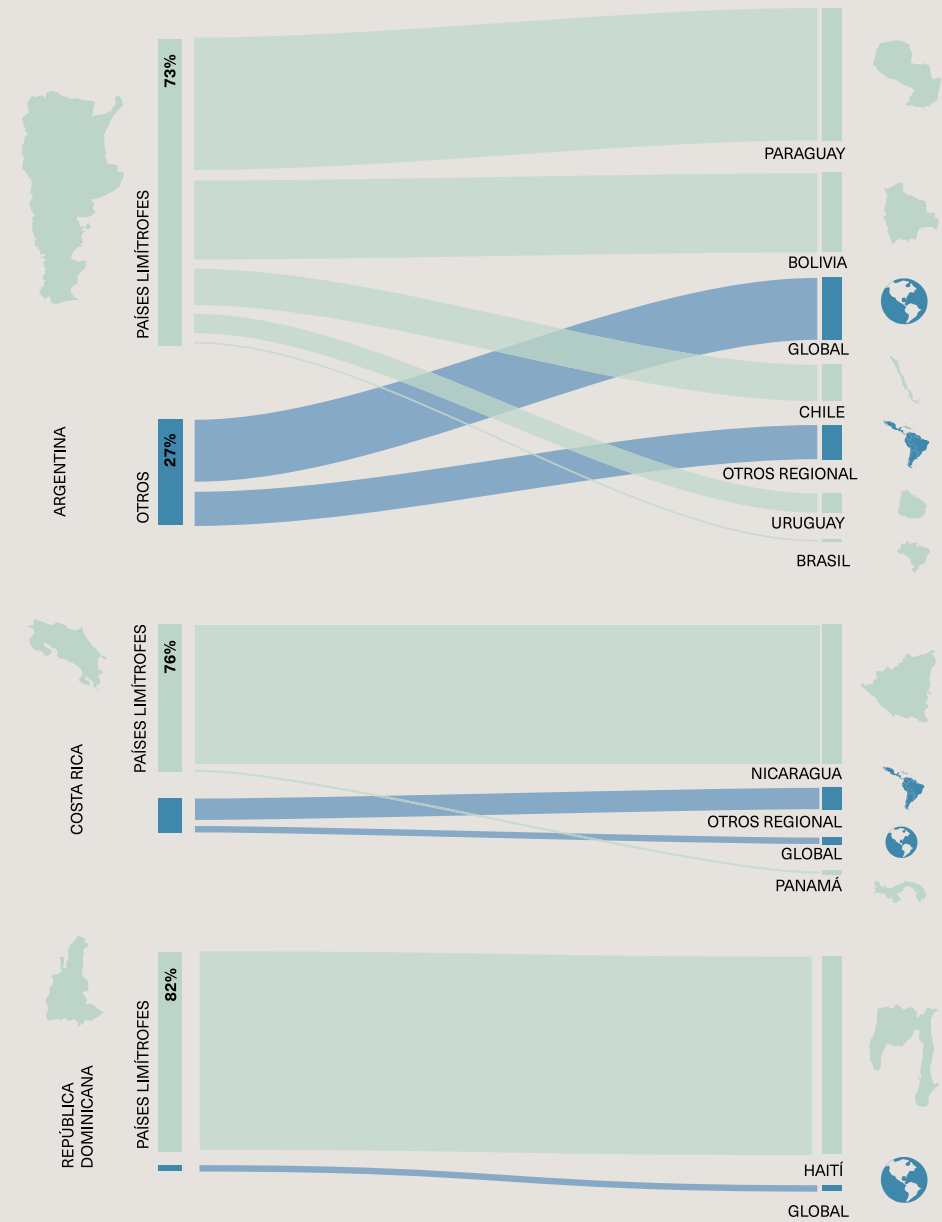 ARGENTINA
PAÍSES LIMÍTROFES
73%
OTROS
27%
PARAGUAY
BOLIVIA
GLOBAL
CHILE
OTROS REGIONAL
URUGUAY
BRASIL
COSTA RICA
PAÍSES LIMÍTROFES
76%
NICARAGUA
OTROS REGIONAL
GLOBAL
PANAMÁ
REPÚBLICA
DOMINICANA
PAÍSES LIMÍTROFES
82%
HAITÍ
GLOBAL